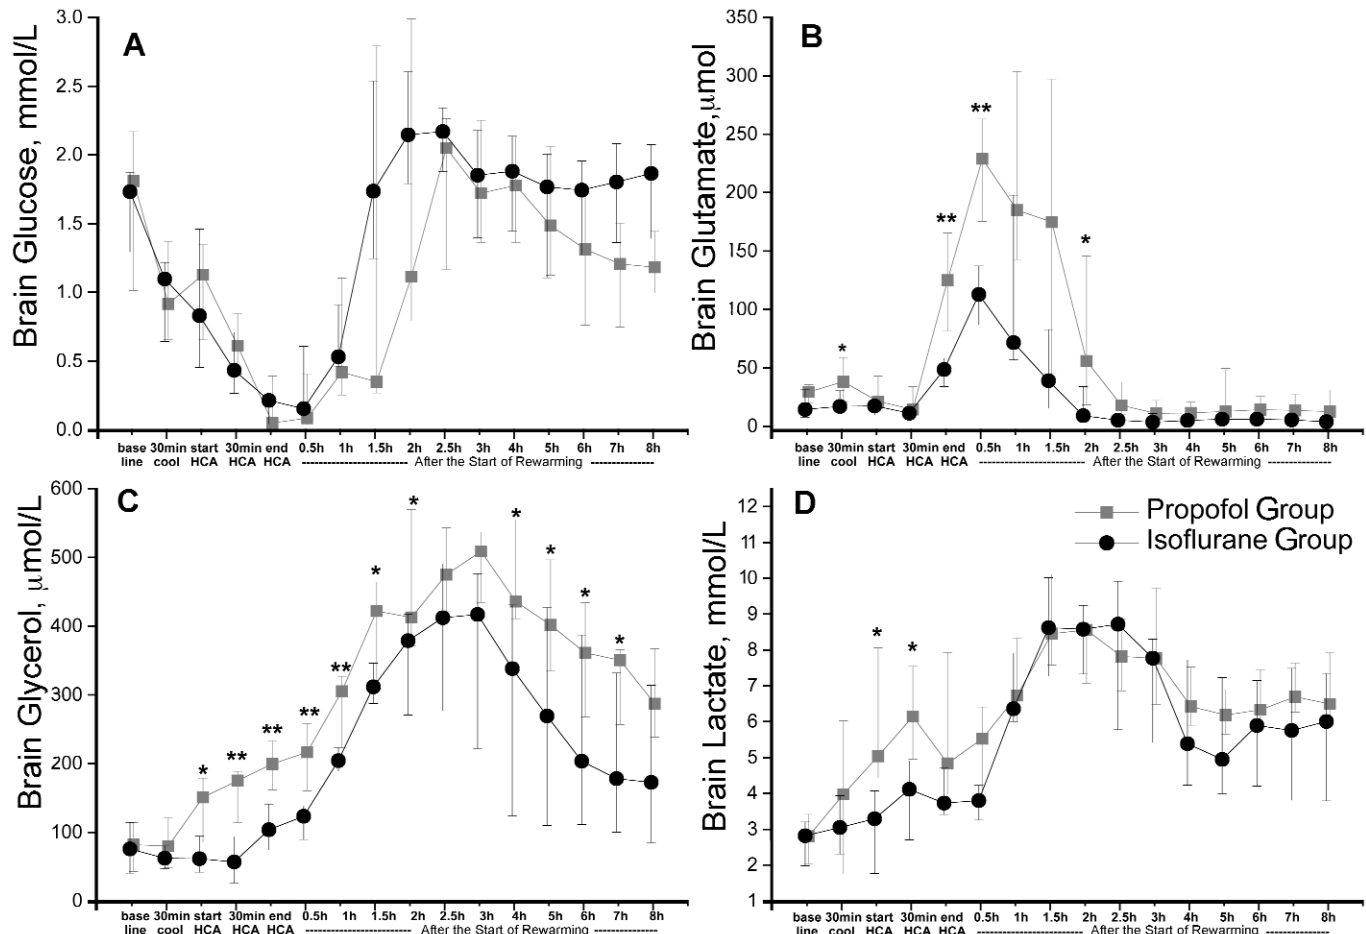 A
Brain Glucose, mmol/L
3.0
2.5
2.0
1.5
1.0
0.5
0.0
base 30min start 30min end 0.5h 1h 1.5h 2h 2.5h 3h 4h 5h 6h 7h 8h
line cool HCA HCA HCA ---------------------- After the Start of Rewarming -------------
B
Brain Glutamate,μmol
350
300
250
200
150
100
50
0
*
**
**
*
base 30min start 30min end 0.5h 1h 1.5h 2h 2.5h 3h 4h 5h 6h 7h 8h
line cool HCA HCA HCA ---------------------- After the Start of Rewarming -------------
C
Brain Glycerol, μmol/L
600
500
400
300
200
100
0
*
**
**
**
**
*
*
*
*
*
*
base 30min start 30min end 0.5h 1h 1.5h 2h 2.5h 3h 4h 5h 6h 7h 8h
line cool HCA HCA HCA ---------------------- After the Start of Rewarming -------------
D
Propofol Group
Isoflurane Group
Brain Lactate, mmol/L
12
11
10
9
8
7
6
5
4
3
2
1
*
*
base 30min start 30min end 0.5h 1h 1.5h 2h 2.5h 3h 4h 5h 6h 7h 8h
line cool HCA HCA HCA ---------------------- After the Start of Rewarming -------------